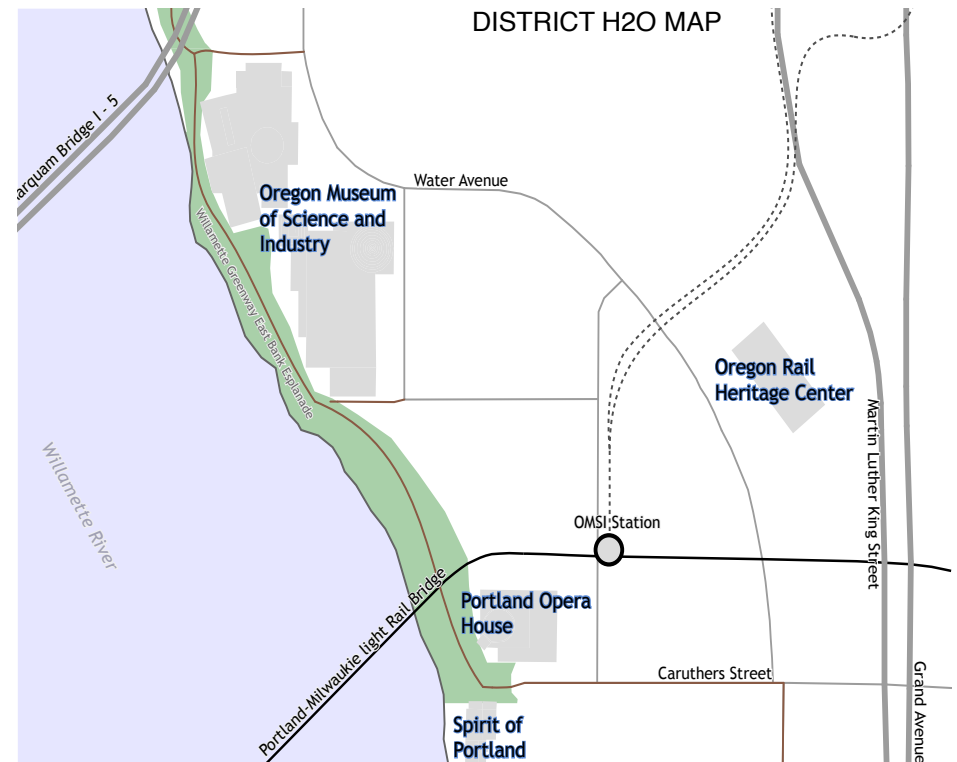 DISTRICT H2O MAP
arquam Bridge I - 5
Water Avenue
Oregon Museum
of Science and
Industry
Willamette Greenway East Bank Esplanade
Oregon Rail
Heritage Center
Martin Luther King Street
Willamette River
OMSI Station
Portland-Milwaukie light Rail Bridge
Portland Opera
House
Caruthers Street
Grand Avenue
Spirit of
Portland